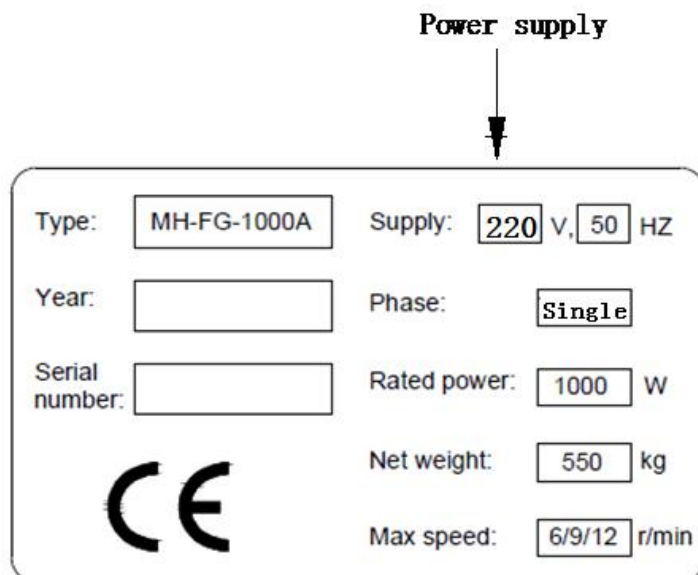 Power supply
Type: MH-FG-1000A Supply: 220 V, 50 HZ
Year: Phase: Single
Serial
number: Rated power: 1000 W
Net weight: 550 kg
CE
Max speed: 6/9/12 r/min